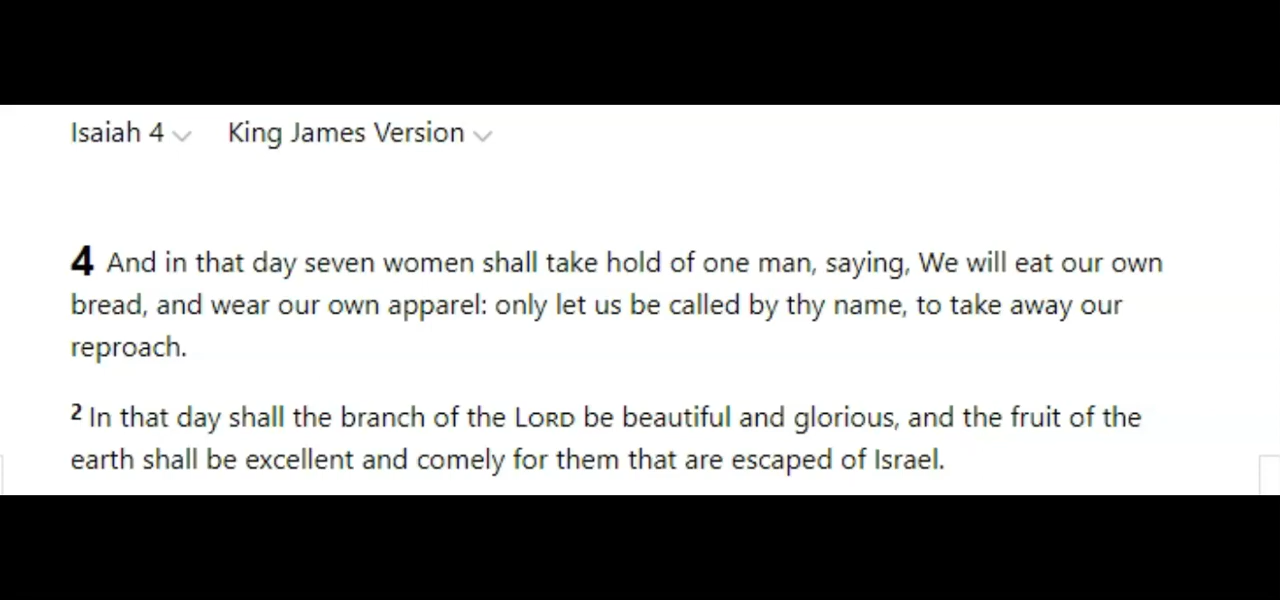 Isaiah 4 King James Version
4 And in that day seven women shall take hold of one man, saying, We will eat our own
bread, and wear our own apparel: only let us be called by thy name, to take away our
reproach.
2 In that day shall the branch of the LORD be beautiful and glorious, and the fruit of the
earth shall be excellent and comely for them that are escaped of Israel.